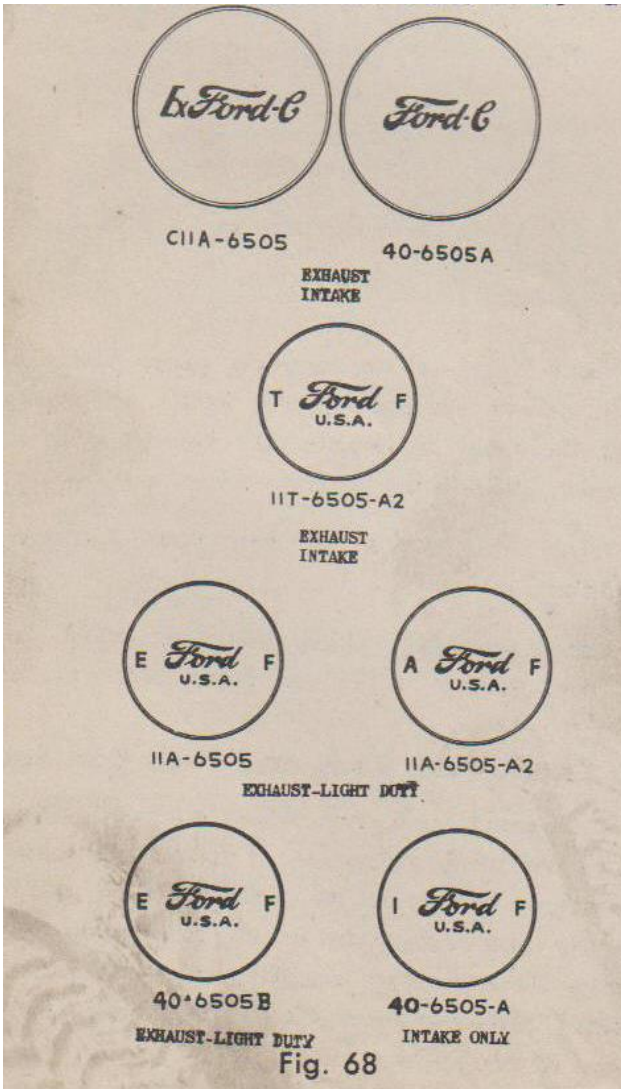 ExFord-C
Ford-C
C11A-6505
40-6505A
EXHAUST
INTAKE
T Ford F
U.S.A.
11T-6505-A2
EXHAUST
INTAKE
E Ford F
U.S.A.
A Ford F
U.S.A.
11A-6505
11A-6505-A2
EXHAUST-LIGHT DUTY
E Ford F
U.S.A.
I Ford F
U.S.A.
40-6505B
40-6505-A
EXHAUST-LIGHT DUTY
INTAKE ONLY
Fig. 68